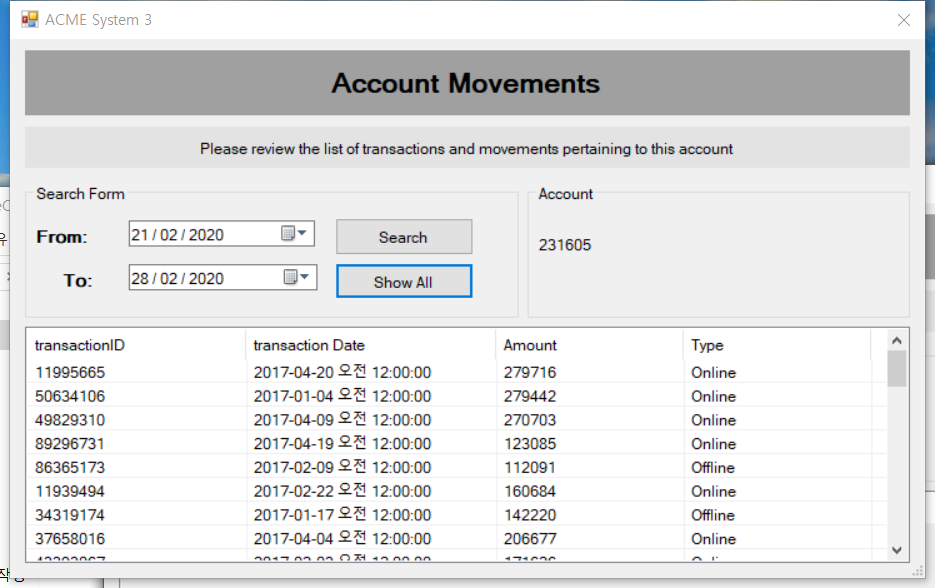 ACME System 3
Account Movements
Please review the list of transactions and movements pertaining to this account
Search Form
From: 21 / 02 / 2020 Search
To: 28 / 02 / 2020 Show All
Account
231605
transactionID transaction Date Amount Type
11995665 2017-04-20 오전 12:00:00 279716 Online
50634106 2017-01-04 오전 12:00:00 279442 Online
49829310 2017-04-09 오전 12:00:00 270703 Online
89296731 2017-04-19 오전 12:00:00 123085 Online
86365173 2017-02-09 오전 12:00:00 112091 Offline
11939494 2017-02-22 오전 12:00:00 160684 Online
34319174 2017-01-17 오전 12:00:00 142220 Offline
37658016 2017-04-04 오전 12:00:00 206677 Online